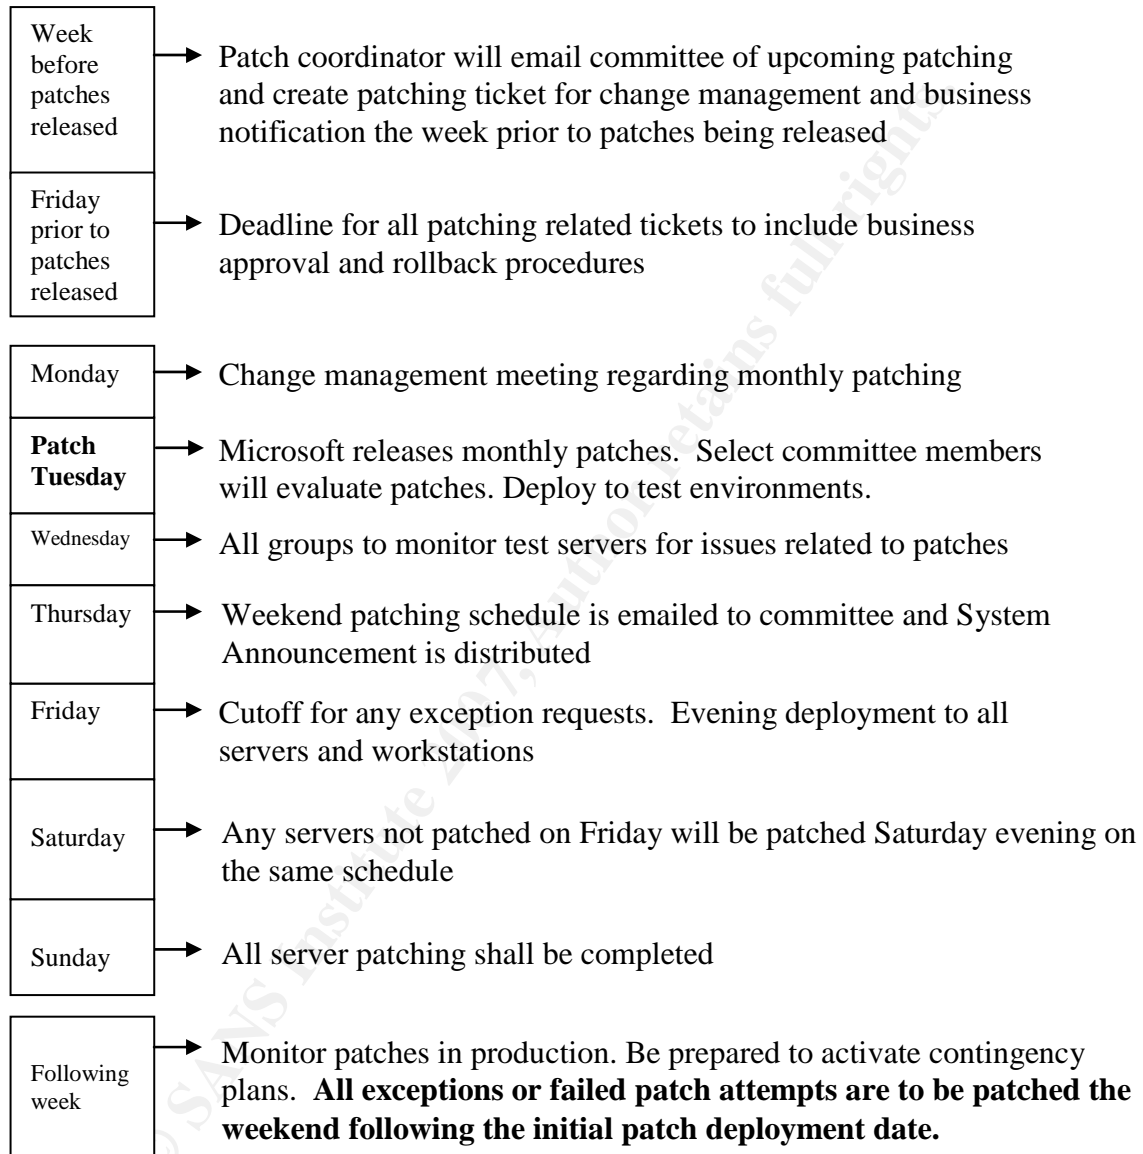 Week
before
patches
released
Patch coordinator will email committee of upcoming patching
and create patching ticket for change management and business
notification the week prior to patches being released
Friday
prior to
patches
released
Deadline for all patching related tickets to include business
approval and rollback procedures
Monday
Change management meeting regarding monthly patching
Patch
Tuesday
Microsoft releases monthly patches.  Select committee members
will evaluate patches. Deploy to test environments.
Wednesday
All groups to monitor test servers for issues related to patches
Thursday
Weekend patching schedule is emailed to committee and System
Announcement is distributed
Friday
Cutoff for any exception requests.  Evening deployment to all
servers and workstations
Saturday
Any servers not patched on Friday will be patched Saturday evening on
the same schedule
Sunday
All server patching shall be completed
Following
week
Monitor patches in production. Be prepared to activate contingency
plans.  All exceptions or failed patch attempts are to be patched the
weekend following the initial patch deployment date.
© SANS Institute 2007, Author retains full rights.